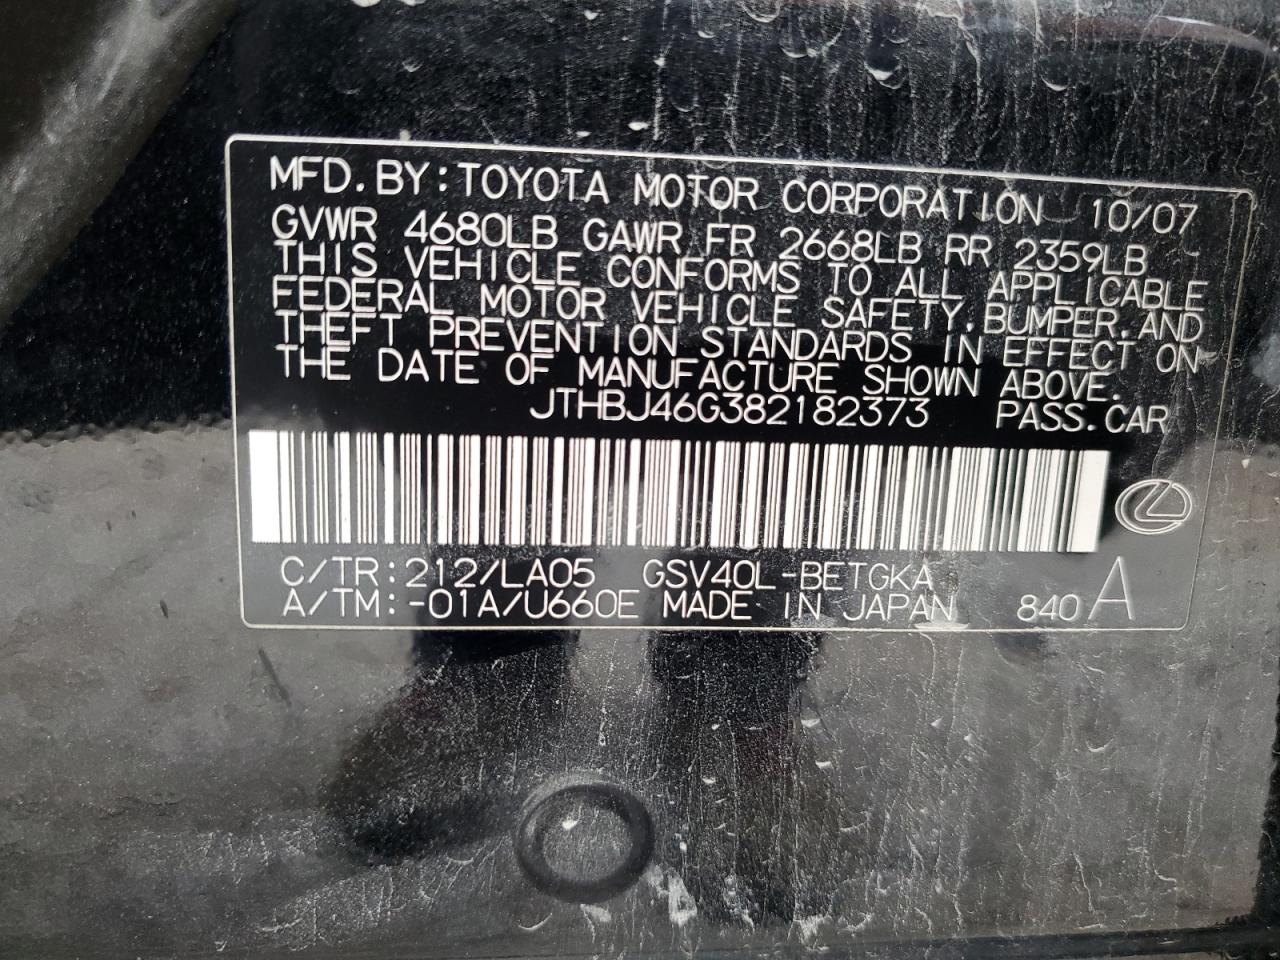 MFD.BY:TOYOTA MOTOR CORPORATION 10/07
GVWR 4680LB GAWR FR 2668LB RR 2359LB
THIS VEHICLE CONFORMS TO ALL APPLICABLE
FEDERAL MOTOR VEHICLE SAFETY,BUMPER,AND
THEFT PREVENTION STANDARDS IN EFFECT ON
THE DATE OF MANUFACTURE SHOWN ABOVE.
JTHBJ46G382182373 PASS.CAR
C/TR:212/LA05 GSV40L-BETGKA
A/TM:-01A/U660E MADE IN JAPAN 840 A